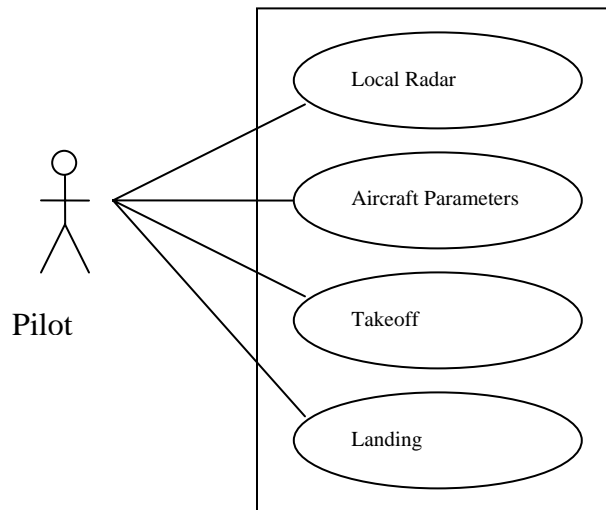 Local Radar
Aircraft Parameters
Takeoff
Pilot
Landing